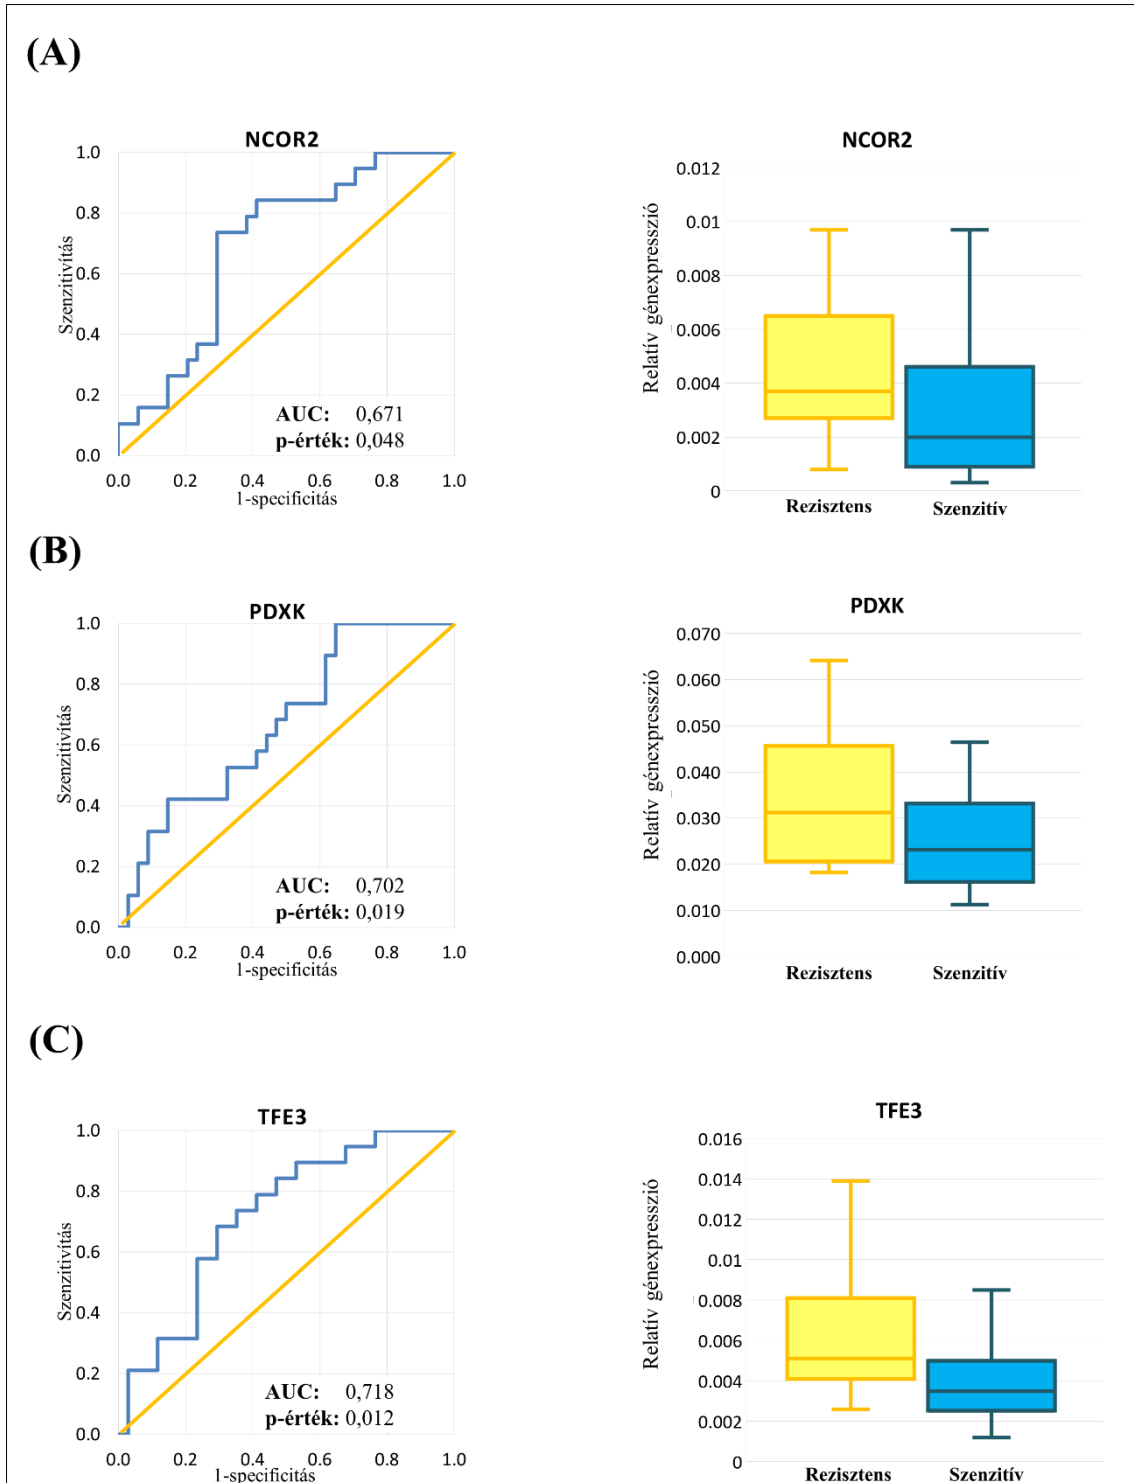 (A)
NCOR2
1.0
0.8
0.6
0.4
0.2
0.0
Szenzitivítás
AUC: 0,671
p-érték: 0,048
0.0 0.2 0.4 0.6 0.8 1.0
1-specificitás
NCOR2
0.012
0.01
0.008
0.006
0.004
0.002
0
Relatív génexpresszió
Rezisztens Szenzitív
(B)
PDXK
1.0
0.8
0.6
0.4
0.2
0.0
Szenzitivítás
AUC: 0,702
p-érték: 0,019
0.0 0.2 0.4 0.6 0.8 1.0
1-specificitás
PDXK
0.070
0.060
0.050
0.040
0.030
0.020
0.010
0.000
Relatív génexpresszió
Rezisztens Szenzitív
(C)
TFE3
1.0
0.8
0.6
0.4
0.2
0.0
Szenzitivítás
AUC: 0,718
p-érték: 0,012
0.0 0.2 0.4 0.6 0.8 1.0
1-specificitás
TFE3
0.016
0.014
0.012
0.01
0.008
0.006
0.004
0.002
0
Relatív génexpresszió
Rezisztens Szenzitív